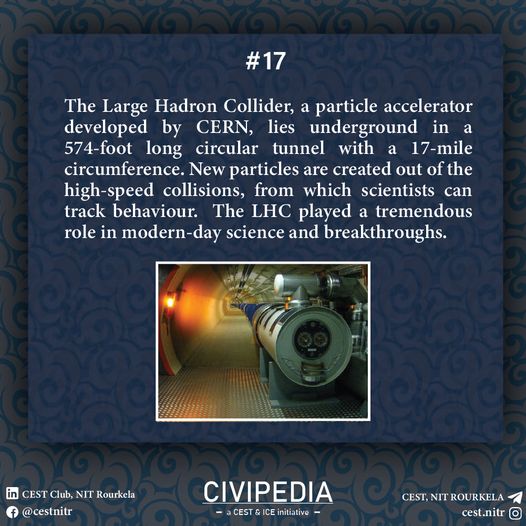 #17
The Large Hadron Collider, a particle accelerator
developed by CERN, lies underground in a
574-foot long circular tunnel with a 17-mile
circumference. New particles are created out of the
high-speed collisions, from which scientists can
track behaviour. The LHC played a tremendous
role in modern-day science and breakthroughs.
CEST Club, NIT Rourkela
@cestnitr
CIVIPEDIA
– a CEST & ICE initiative –
CEST, NIT ROURKELA
cest.nitr